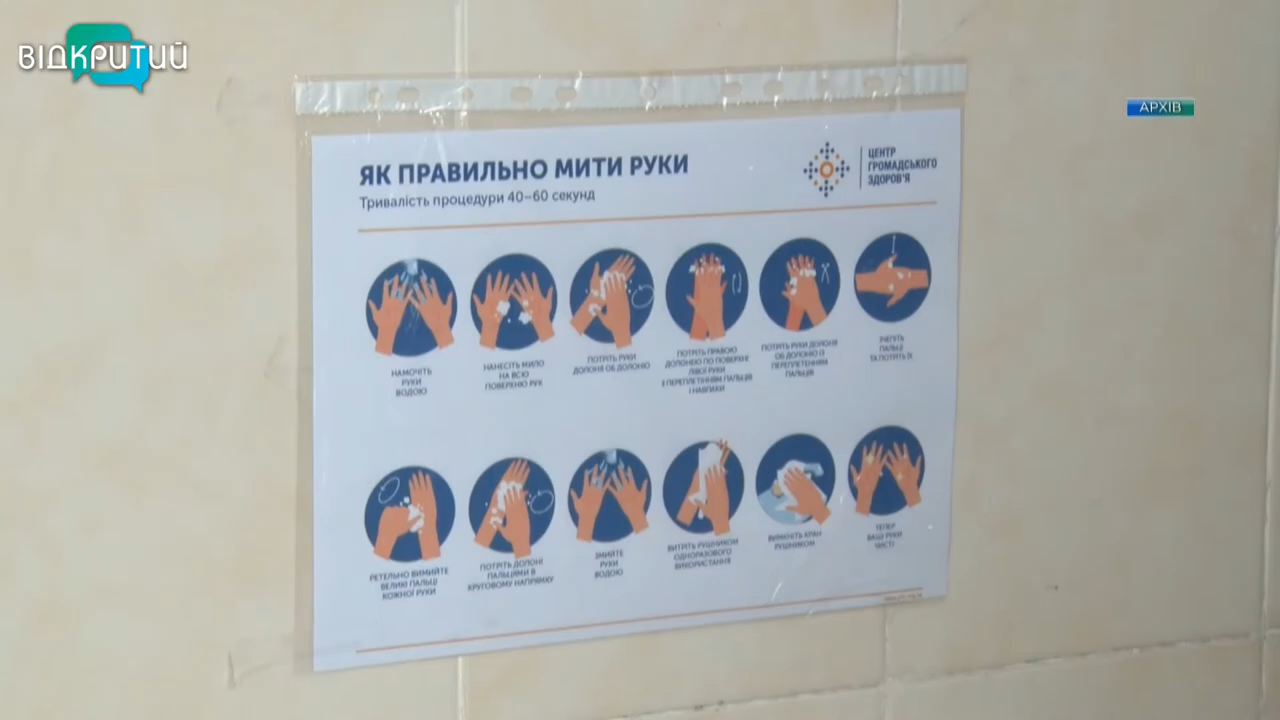 ВІДКРИТИЙ
АРХІВ
ЯК ПРАВИЛЬНО МИТИ РУКИ
Тривалість процедури 40–60 секунд
ЦЕНТР
ГРОМАДСЬКОГО
ЗДОРОВ'Я
НАМОЧІТЬ
РУКИ
ВОДОЮ
НАНЕСІТЬ МИЛО
НА ВСЮ
ПОВЕРХНЮ РУК
ПОТРІТЬ РУКИ
ДОЛОНЯ ОБ ДОЛОНЮ
ПОТРІТЬ ПРАВОЮ
ДОЛОНЕЮ ПО ПОВЕРХНІ
ЛІВОЇ РУКИ
З ПЕРЕПЛЕТІННЯМ ПАЛЬЦІВ
І НАВПАКИ
ПОТРІТЬ РУКИ ДОЛОНЯ
ОБ ДОЛОНЮ ІЗ
ПЕРЕПЛЕТЕННЯМ
ПАЛЬЦІВ
ЗЧЕПІТЬ
ПАЛЬЦІ
ТА ПОТРІТЬ ЇХ
РЕТЕЛЬНО ВИМИЙТЕ
ВЕЛИКІ ПАЛЬЦІ
КОЖНОЇ РУКИ
ПОТРІТЬ ДОЛОНІ
ПАЛЬЦЯМИ В
КРУГОВОМУ НАПРЯМКУ
ЗМИЙТЕ
РУКИ
ВОДОЮ
ВИТРІТЬ РУШНИКОМ
ОДНОРАЗОВОГО
ВИКОРИСТАННЯ
ВИМКНІТЬ КРАН
РУШНИКОМ
ТЕПЕР
ВАШІ РУКИ
ЧИСТІ